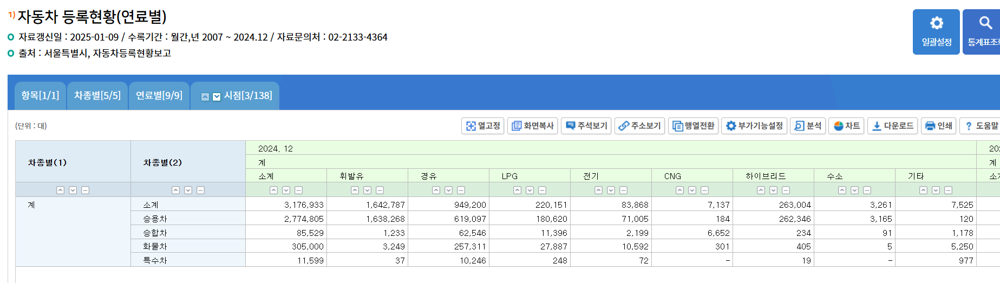 1) 자동차 등록현황(연료별)
자료갱신일 : 2025-01-09 / 수록기간 : 월간,년 2007 ~ 2024.12 / 자료문의처 : 02-2133-4364
출처 : 서울특별시, 자동차등록현황보고
일괄설정 통계표조회
항목[1/1] 차종별[5/5] 연료별[9/9] 시점[3/138]
(단위 : 대) 열고정 화면복사 주석보기 주소보기 행열전환 부가기능설정 분석 차트 다운로드 인쇄 ? 도움말
차종별(1) 차종별(2) 2024. 12 202
계 계
소계 휘발유 경유 LPG 전기 CNG 하이브리드 수소 기타 소
계 소계 3,176,933 1,642,787 949,200 220,151 83,868 7,137 263,004 3,261 7,525
승용차 2,774,805 1,638,268 619,097 180,620 71,005 184 262,346 3,165 120
승합차 85,529 1,233 62,546 11,396 2,199 6,652 234 91 1,178
화물차 305,000 3,249 257,311 27,887 10,592 301 405 5 5,250
특수차 11,599 37 10,246 248 72 - 19 - 977